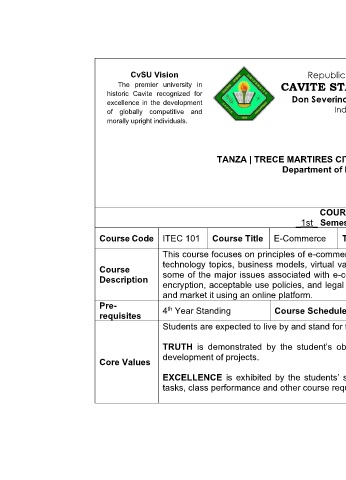 CvSU Vision
The premier university in
historic Cavite recognized for
excellence in the development
of globally competitive and
morally upright individuals.
Republic
CAVITE STA
Don Severino
Ind
TANZA | TRECE MARTIRES CIT
Department of I
COUR
1st Semes
Course Code ITEC 101 Course Title E-Commerce T
Course
Description
This course focuses on principles of e-comme
technology topics, business models, virtual va
some of the major issues associated with e-c
encryption, acceptable use policies, and legal
and market it using an online platform.
Pre-
requisites
4th Year Standing Course Schedule
Core Values
Students are expected to live by and stand for
TRUTH is demonstrated by the student's ob
development of projects.
EXCELLENCE is exhibited by the students' s
tasks, class performance and other course requ